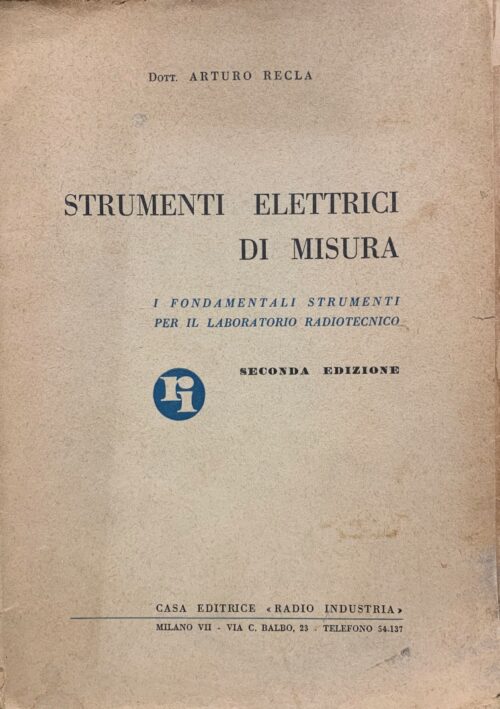 Dott. ARTURO RECLA
STRUMENTI ELETTRICI
DI MISURA
I FONDAMENTALI STRUMENTI
PER IL LABORATORIO RADIOTECNICO
SECONDA EDIZIONE
ri
CASA EDITRICE «RADIO INDUSTRIA»
MILANO VII - VIA C. BALBO, 23 - TELEFONO 54-137